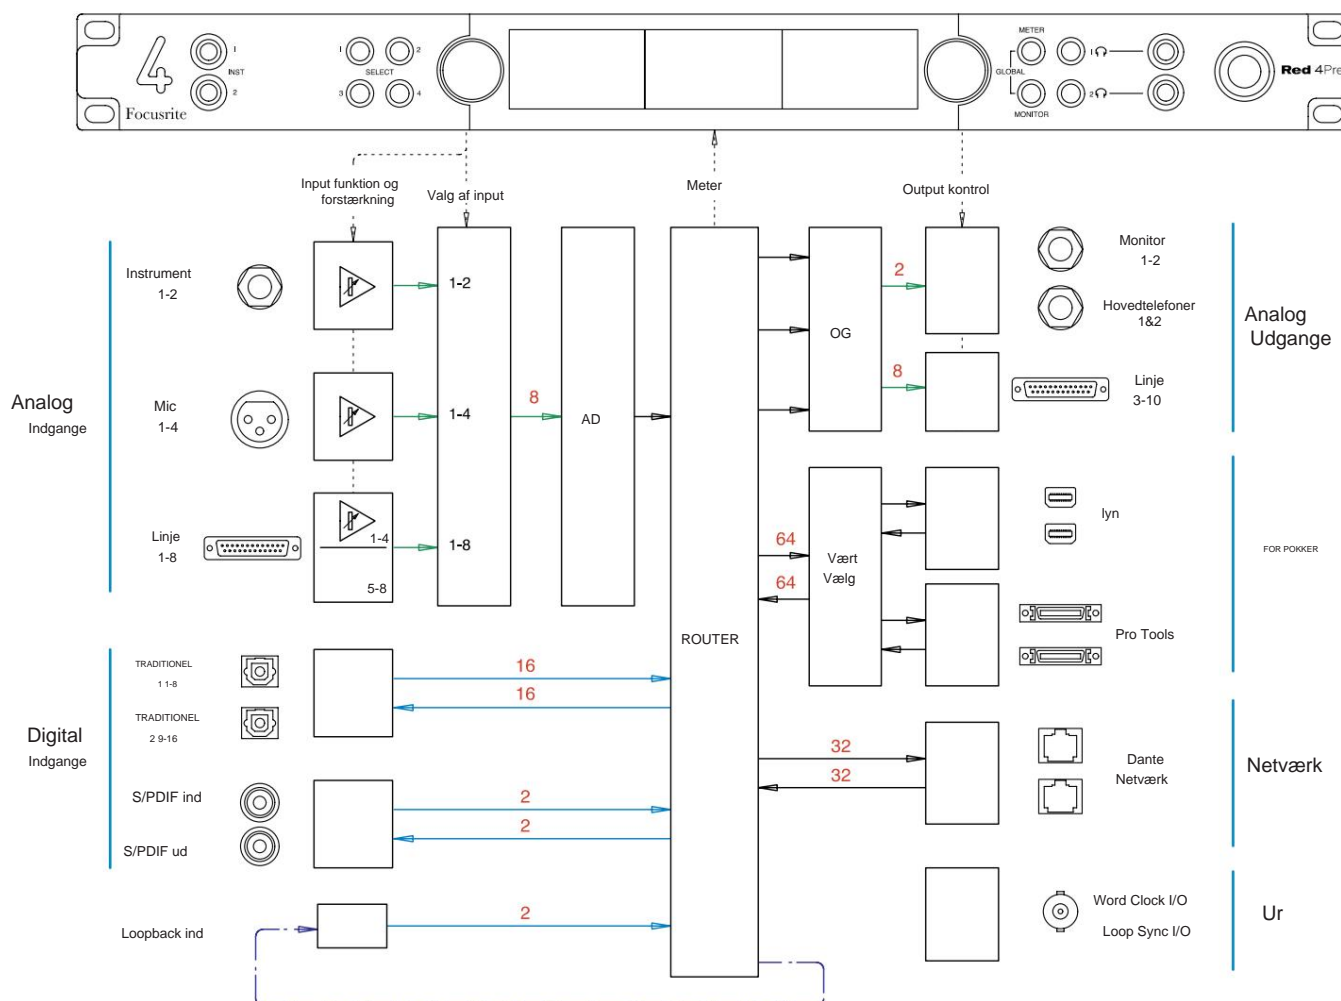 4
Focusrite
1
INST
2
1
2
SELECT
3
4
METER
1
GLOBAL
2
MONITOR
Red 4Pre
Input funktion og
forstærkning
Valg af input
Meter
Output kontrol
Analog
Indgange
Instrument
1-2
Mic
1-4
Linje
1-8
1-4
5-8
1-2
1-4
1-8
8
AD
ROUTER
OG
2
8
Monitor
1-2
Hovedtelefoner
1&2
Linje
3-10
Analog
Udgange
64
64
Vært
Vælg
lyn
Pro Tools
FOR POKKER
Digital
Indgange
TRADITIONEL
1 1-8
TRADITIONEL
2 9-16
16
16
S/PDIF ind
S/PDIF ud
2
2
Loopback ind
2
32
32
Dante
Netværk
Netværk
Word Clock I/O
Loop Sync I/O
Ur